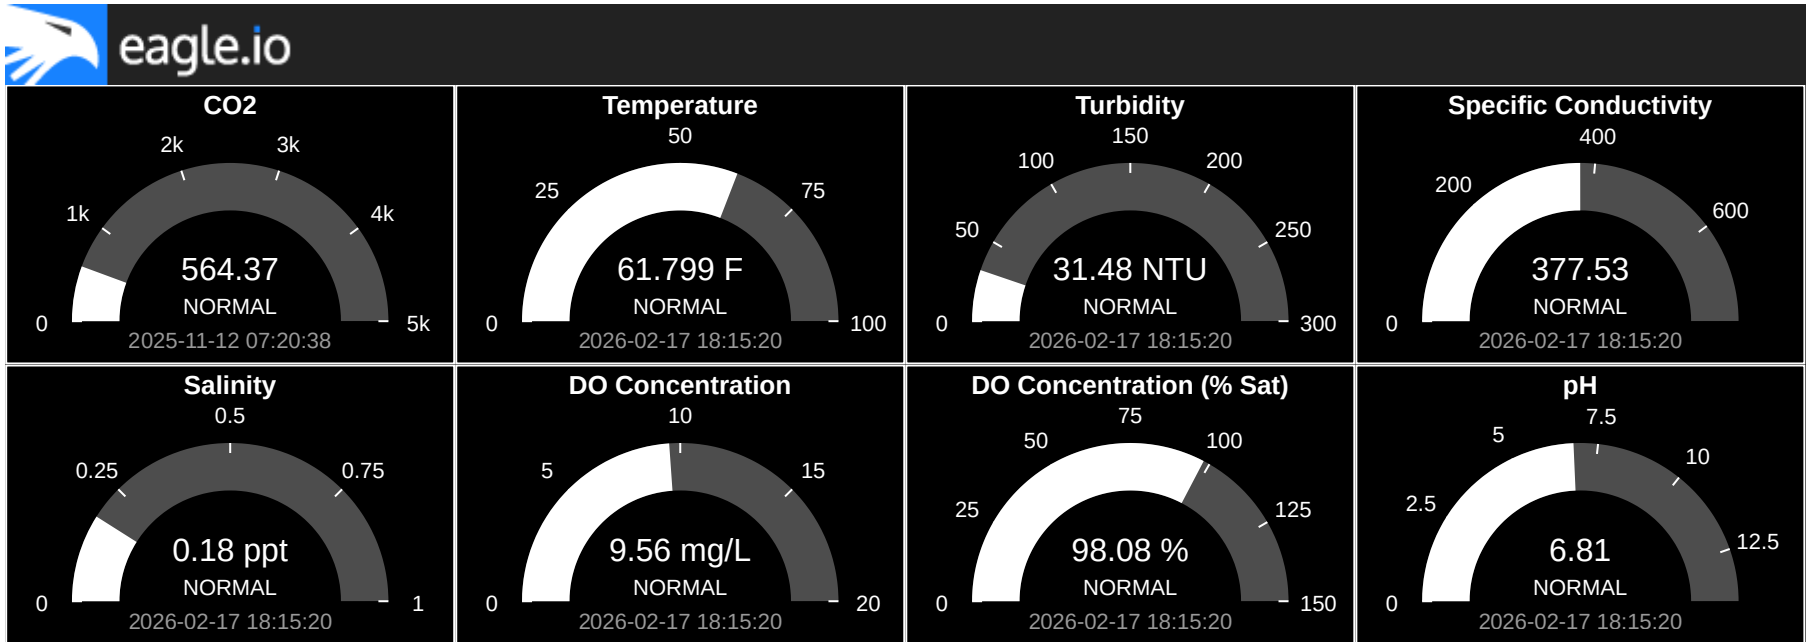 eagle.io
CO2
2k
3k
1k
4k
564.37
NORMAL
0
5k
2025-11-12 07:20:38
Temperature
50
25
75
61.799 F
NORMAL
0
100
2026-02-17 18:15:20
Turbidity
150
100
200
50
250
31.48 NTU
NORMAL
0
300
2026-02-17 18:15:20
Specific Conductivity
400
200
600
377.53
NORMAL
0
2026-02-17 18:15:20
Salinity
0.5
0.25
0.75
0.18 ppt
NORMAL
0
1
2026-02-17 18:15:20
DO Concentration
10
5
15
9.56 mg/L
NORMAL
0
20
2026-02-17 18:15:20
DO Concentration (% Sat)
75
50
100
25
125
98.08 %
NORMAL
0
150
2026-02-17 18:15:20
pH
7.5
5
10
2.5
12.5
6.81
NORMAL
0
2026-02-17 18:15:20